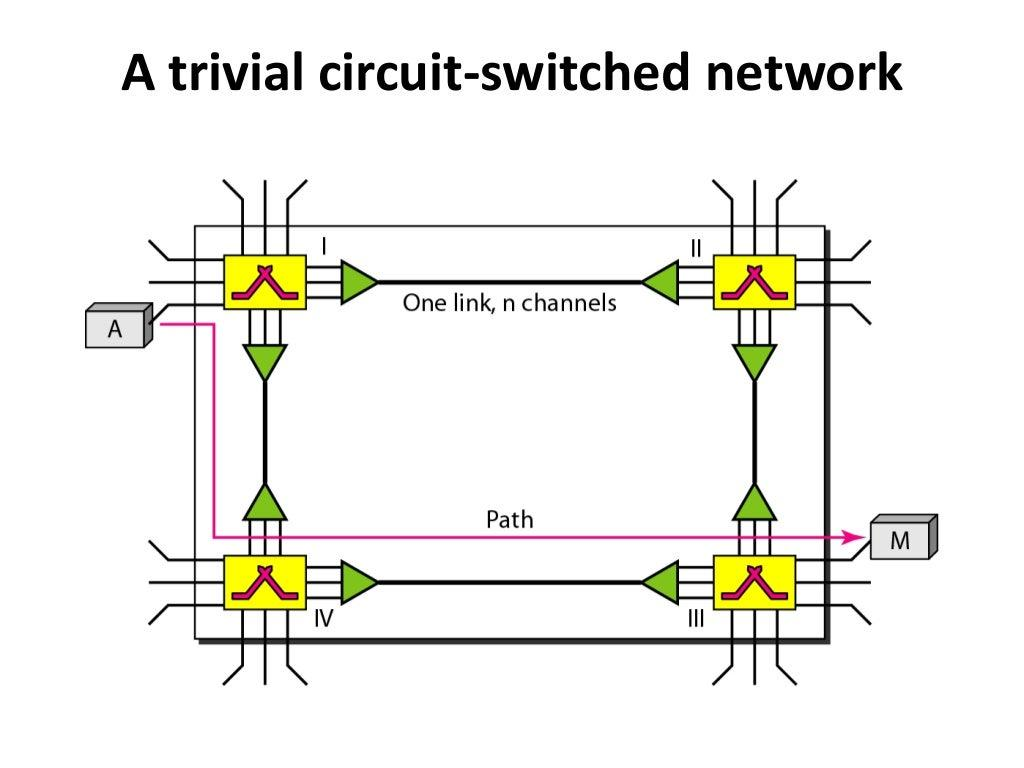 A trivial circuit-switched network
I
II
One link, n channels
A
Path
M
IV
III